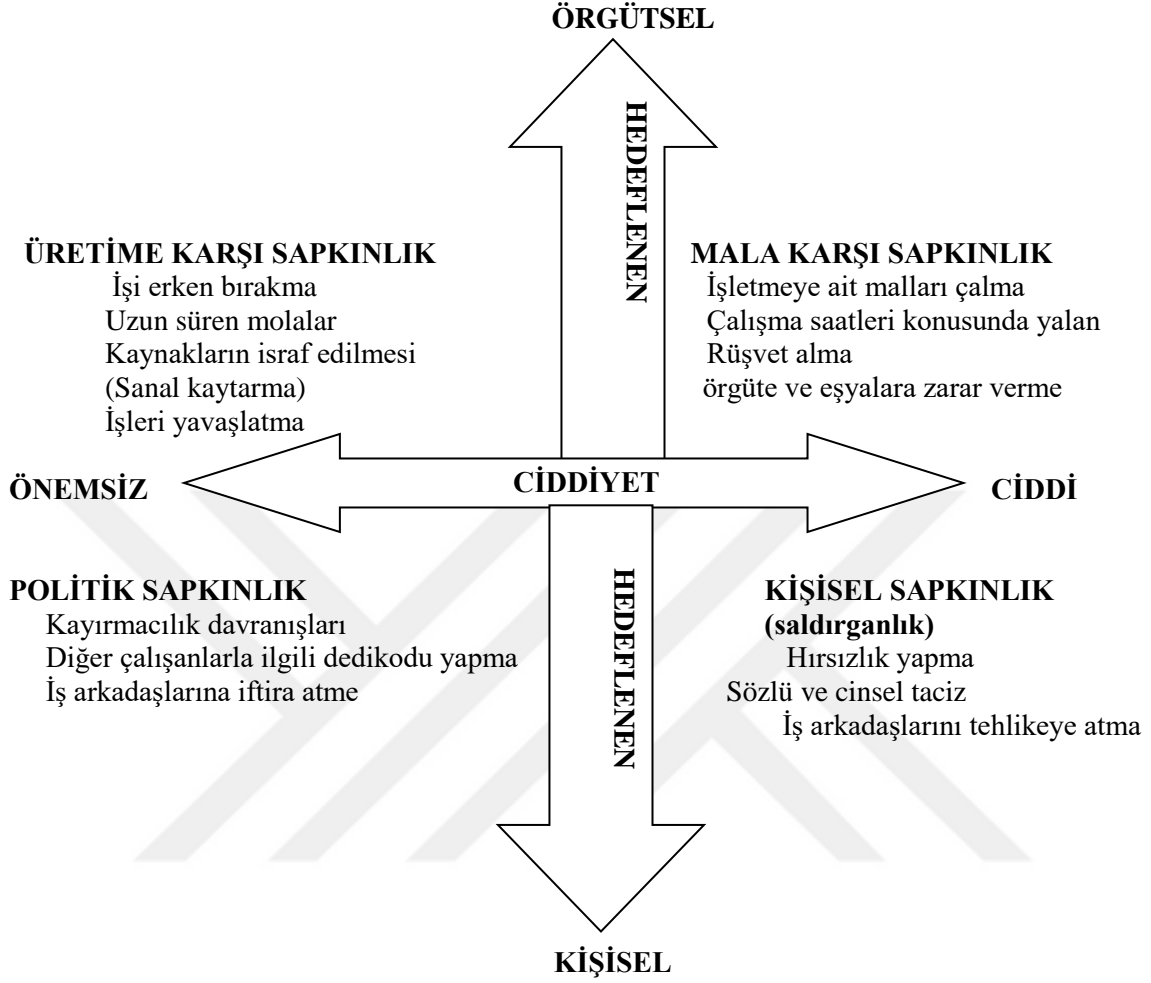 ÖRGÜTSEL
HEDEFLENEN
ÜRETİME KARŞI SAPKINLIK
İşi erken bırakma
Uzun süren molalar
Kaynakların israf edilmesi
(Sanal kaytarma)
İşleri yavaşlatma
MALA KARŞI SAPKINLIK
İşletmeye ait malları çalma
Çalışma saatleri konusunda yalan
Rüşvet alma
örgüte ve eşyalara zarar verme
ÖNEMSİZ
CİDDİYET
CİDDİ
POLİTİK SAPKINLIK
Kayırmacılık davranışları
Diğer çalışanlarla ilgili dedikodu yapma
İş arkadaşlarına iftira atme
HEDEFLENEN
KİŞİSEL SAPKINLIK
(saldırganlık)
Hırsızlık yapma
Sözlü ve cinsel taciz
İş arkadaşlarını tehlikeye atma
KİŞİSEL